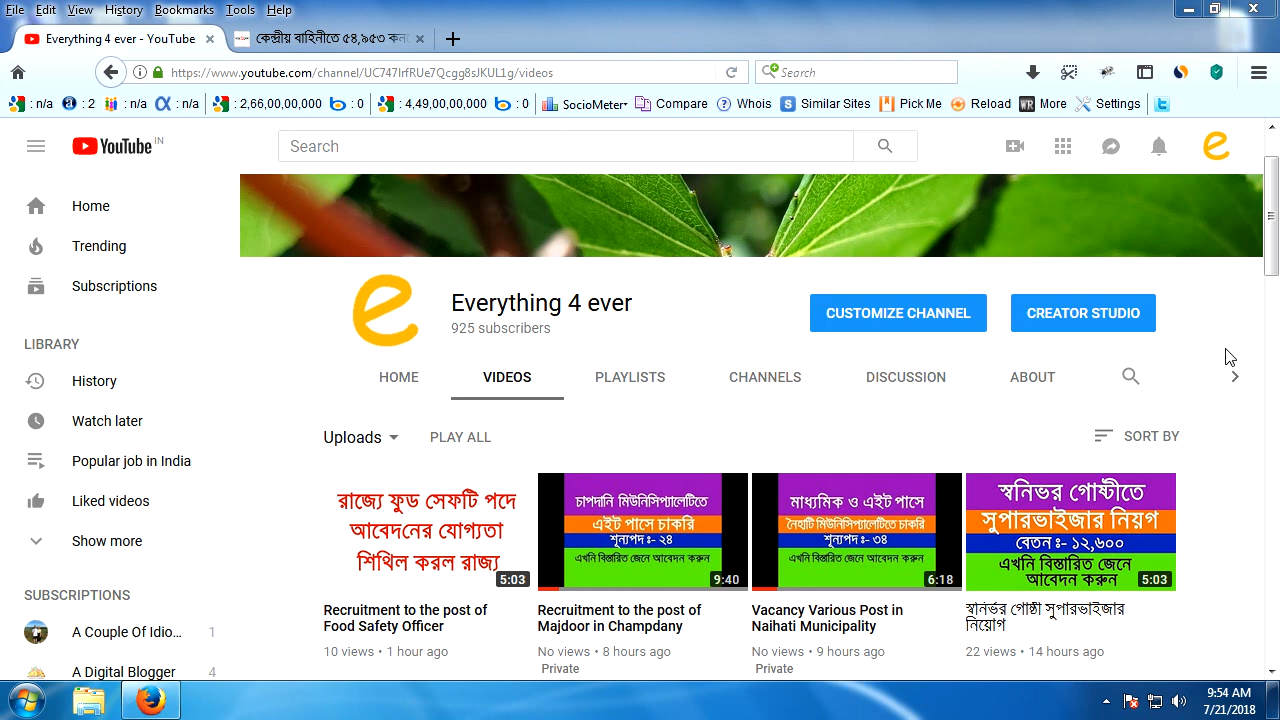 File Edit View History Bookmarks Tools Help
Everything 4 ever - YouTube
কেন্দ্রীয় বাহিনীতে ৫৪,৯৫৩ কনস্
https://www.youtube.com/channel/UC747IrfRUe7Qcgg8sJKUL1g/videos
Search
: n/a : 2 : n/a : n/a : 2,66,00,00,000 : 0 : 4,49,00,00,000 : 0 SocioMeter Compare Whois Similar Sites Pick Me Reload More Settings
YouTube IN
Search
Home
Trending
Subscriptions
LIBRARY
History
Watch later
Popular job in India
Liked videos
Show more
SUBSCRIPTIONS
A Couple Of Idio... 1
A Digital Blogger 4
Everything 4 ever
925 subscribers
CUSTOMIZE CHANNEL
CREATOR STUDIO
HOME VIDEOS PLAYLISTS CHANNELS DISCUSSION ABOUT
Uploads PLAY ALL SORT BY
রাজ্যে ফুড সেফটি পদে
আবেদনের যোগ্যতা
শিথিল করল রাজ্য
5:03
Recruitment to the post of
Food Safety Officer
10 views • 1 hour ago
চাপদানি মিউনিসিপ্যালেটিতে
এইট পাসে চাকরি
শূন্যপদ ঃ- ২৪
এখনি বিস্তারিত জেনে আবেদন করুন
9:40
Recruitment to the post of
Majdoor in Champdany
No views • 8 hours ago
Private
মাধ্যমিক ও এইট পাসে
নৈহাটি মিউনিসিপ্যালেটিতে চাকরি
শূন্যপদ ঃ- ৩৪
এখনি বিস্তারিত জেনে আবেদন করুন
6:18
Vacancy Various Post in
Naihati Municipality
No views • 9 hours ago
Private
স্বনিভর গোষ্টীতে
সুপারভাইজার নিয়গ
বেতন ঃ- ১২,৬০০
এখনি বিস্তারিত জেনে
আবেদন করুন
5:03
স্বনির্ভর গোষ্ঠী সুপারভাইজার
নিয়োগ
22 views • 14 hours ago
9:54 AM
7/21/2018